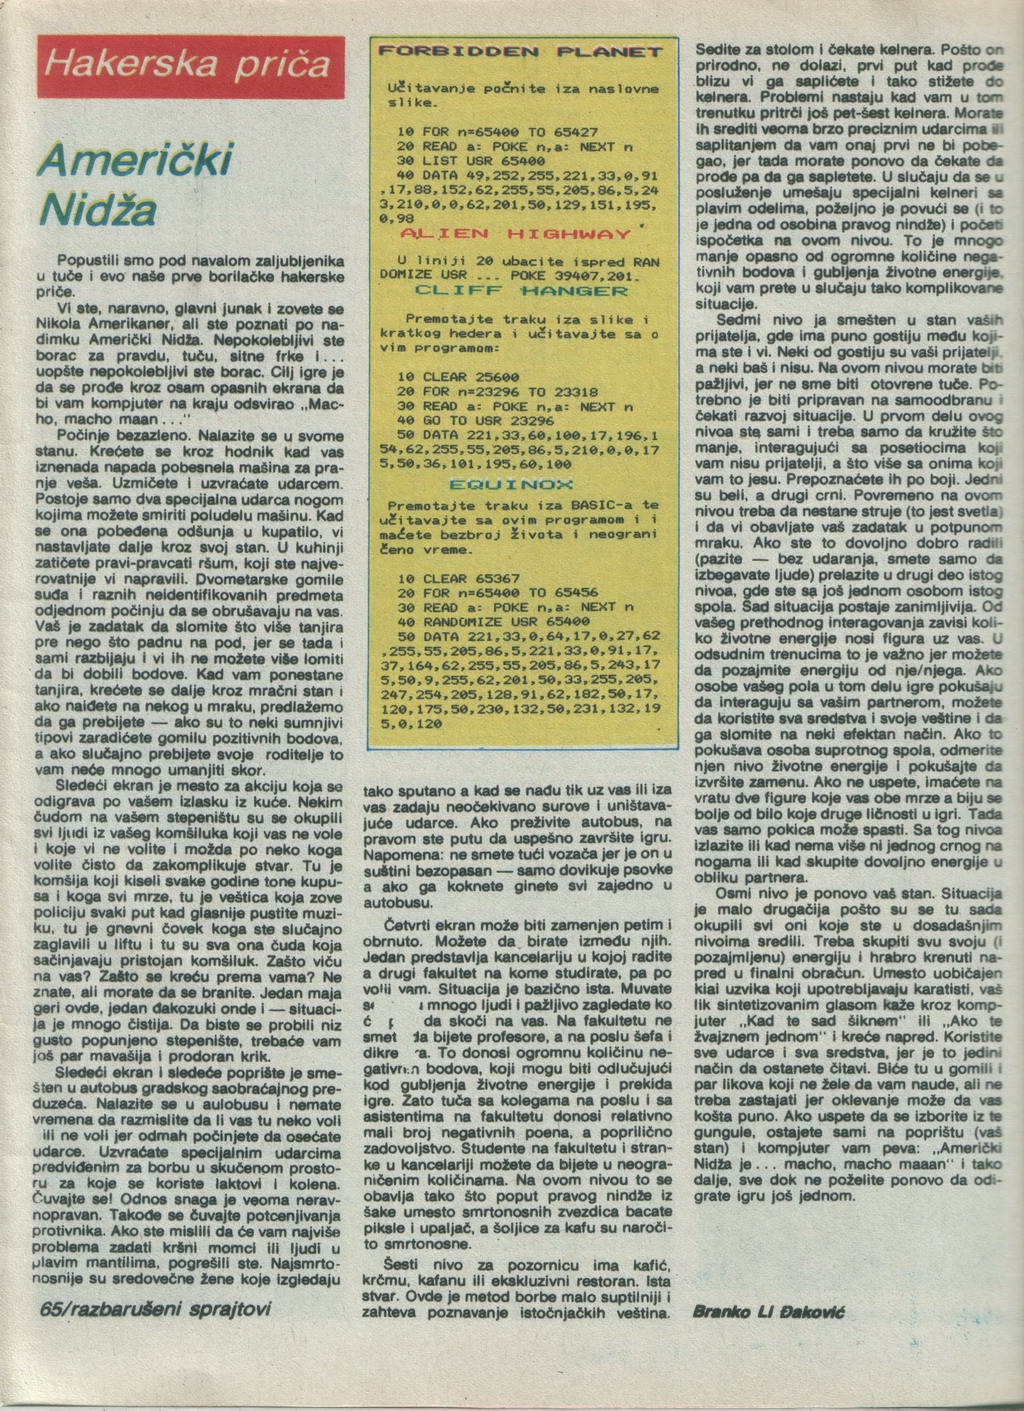 Hakerska priča
Američki
Nidža
Popustili smo pod navalom zaljubljenika
u tuče i evo naše prve borilačke hakerske
priče.
Vi ste, naravno, glavni junak i zovete se
Nikola Amerikaner, ali ste poznati po na-
dimku Američki Nidža. Nepokolebljivi ste
borac za pravdu, tuču, sitne frke i...
uopšte nepokolebljivi ste borac. Cilj igre je
da se prođe kroz osam opasnih ekrana da
bi vam kompjuter na kraju odsvirao „Mac-
ho, macho maan..."
Počinje bezazleno. Nalazite se u svome
stanu. Krećete se kroz hodnik kad vas
iznenada napada pobesnela mašina za pra-
nje veša. Uzmičete i uzvraćate udarcem.
Postoje samo dva specijalna udarca nogom
kojima možete smiriti poludelu mašinu. Kad
se ona pobeđena odšunja u kupatilo, vi
nastavljate dalje kroz svoj stan. U kuhinji
zatičete pravi-pravcati ršum, koji ste najve-
rovatnije vi napravili. Dvometarske gomile
suđa i raznih neidentifikovanih predmeta
odjednom počinju da se obrušavaju na vas.
Vaš je zadatak da slomite što više tanjira
pre nego što padnu na pod, jer se tada i
sami razbijaju i vi ih ne možete više lomiti
da bi dobili bodove. Kad vam ponestane
tanjira, krećete se dalje kroz mračni stan i
ako naiđete na nekog u mraku, predlažemo
da ga prebijete — ako su to neki sumnjivi
tipovi zaradićete gomilu pozitivnih bodova,
a ako slučajno prebijete svoje roditelje to
vam neće mnogo umanjiti skor.
Sledeći ekran je mesto za akciju koja se
odigrava po vašem izlasku iz kuće. Nekim
čudom na vašem stepeništu su se okupili
svi ljudi iz vašeg komšiluka koji vas ne vole
i koje vi ne volite i možda po neko koga
volite čisto da zakomplikuje stvar. Tu je
komšija koji kiseli svake godine tone kupu-
sa i koga svi mrze, tu je veštica koja zove
policiju svaki put kad glasnije pustite muzi-
ku, tu je gnevni čovek koga ste slučajno
zaglavili u liftu i tu su sva ona čuda koja
sačinjavaju pristojan komšiluk. Zašto viču
na vas? Zašto se kreću prema vama? Ne
znate, ali morate da se branite. Jedan maja
geri ovde, jedan đakozuki onde i — situaci-
ja je mnogo čistija. Da biste se probili niz
gusto popunjeno stepenište, trebaće vam
još par mavašija i prodoran krik.
Sledeći ekran i sledeće poprište je sme-
šten u autobus gradskog saobraćajnog pre-
duzeća. Nalazite se u aulobusu i nemate
vremena da razmislite da li vas tu neko voli
ili ne voli jer odmah počinjete da osećate
udarce. Uzvraćate specijalnim udarcima
predviđenim za borbu u skučenom prosto-
ru za koje se koriste laktovi i kolena.
Čuvajte se! Odnos snaga je veoma nerav-
nopravan. Takođe se čuvajte potcenjivanja
protivnika. Ako ste mislili da će vam najviše
problema zadati kršni momci ili ljudi u
plavim mantilima, pogrešili ste. Najsmrto-
nosnije su sredovečne žene koje izgledaju
65/razbarušeni sprajtovi
FORBIDDEN PLANET
Učitavanje počnite iza naslovne
slike.
10 FOR n=65400 TO 65427
20 READ a: POKE n,a: NEXT n
30 LIST USR 65400
40 DATA 49,252,255,221,33,0,91
,17,88,152,62,255,55,205,86,5,24
3,210,0,0,62,201,50,129,151,195,
0,98
ALIEN HIGHWAY
U liniji 20 ubacite ispred RAN
DOMIZE USR ... POKE 39407,201.
CLIFF HANGER
Premotajte traku iza slike i
kratkog hedera i učitavajte sa o
vim programom:
10 CLEAR 25600
20 FOR n=23296 TO 23318
30 READ a: POKE n,a: NEXT n
40 GO TO USR 23296
50 DATA 221,33,60,100,17,196,1
54,62,255,55,205,86,5,210,0,0,17
5,50,36,101,195,60,100
EQUINOX
Premotajte traku iza BASIC-a te
učitavajte sa ovim programom i i
maćete bezbroj života i neograni
čeno vreme.
10 CLEAR 65367
20 FOR n=65400 TO 65456
30 READ a: POKE n,a: NEXT n
40 RANDOMIZE USR 65400
50 DATA 221,33,0,64,17,0,27,62
,255,55,205,86,5,221,33,0,91,17,
37,164,62,255,55,205,86,5,243,17
5,50,9,255,62,201,50,33,255,205,
247,254,205,128,91,62,182,50,17,
120,175,50,230,132,50,231,132,19
5,0,120
tako sputano a kad se nađu tik uz vas ili iza
vas zadaju neočekivano surove i uništava-
juće udarce. Ako preživite autobus, na
pravom ste putu da uspešno završite igru.
Napomena: ne smete tući vozača jer je on u
suštini bezopasan — samo dovikuje psovke
a ako ga koknete ginete svi zajedno u
autobusu.
Četvrti ekran može biti zamenjen petim i
obrnuto. Možete da birate između njih.
Jedan predstavlja kancelariju u kojoj radite
a drugi fakultet na kome studirate, pa po
volji vam. Situacija je bazično ista. Muvate
mnogo ljudi i pažljivo zagledate ko
da skoči na vas. Na fakultetu ne
smet da bijete profesore, a na poslu šefa i
To donosi ogromnu količinu ne-
gativnih bodova, koji mogu biti odlučujući
kod gubljenja životne energije i prekida
igre. Zato tuča sa kolegama na poslu i sa
asistentima na fakultetu donosi relativno
mali broj negativnih poena, a poprilično
zadovoljstvo. Studente na fakultetu i stran-
ke u kancelariji možete da bijete u neogra-
ničenim količinama. Na ovom nivou to se
obavlja tako što poput pravog nindže iz
šake umesto smrtonosnih zvezdica bacate
piksle i upaljač, a šoljice za kafu su naroči-
to smrtonosne.
Šesti nivo za pozornicu ima kafić,
krčmu, kafanu ili ekskluzivni restoran. Ista
stvar. Ovde je metod borbe malo suptilniji i
zahteva poznavanje istočnjačkih veština.
Sedite za stolom i čekate kelnera. Pošto on
prirodno, ne dolazi, prvi put kad prođe
blizu vi ga saplićete i tako stižete do
kelnera. Problemi nastaju kad vam u tom
trenutku pritrči još pet-šest kelnera. Morate
ih srediti veoma brzo preciznim udarcima ili
saplitanjem da vam onaj prvi ne bi pobe-
gao, jer tada morate ponovo da čekate da
prođe pa da ga sapletete. U slučaju da se u
posluženje umešaju specijalni kelneri sa
plavim odelima, poželjno je povući se (i to
je jedna od osobina pravog nindže) i početi
ispočetka na ovom nivou. To je mnogo
manje opasno od ogromne količine nega-
tivnih bodova i gubljenja životne energije,
koji vam prete u slučaju tako komplikovane
situacije.
Sedmi nivo ja smešten u stan vaših
prijatelja, gde ima puno gostiju među koji-
ma ste i vi. Neki od gostiju su vaši prijatelji,
a neki baš i nisu. Na ovom nivou morate biti
pažljivi, jer ne sme biti otovrene tuče. Po-
trebno je biti pripravan na samoodbranu i
čekati razvoj situacije. U prvom delu ovog
nivoa ste sami i treba samo da kružite što
manje, interagujući sa posetiocima koji
vam nisu prijatelji, a što više sa onima koji
vam to jesu. Prepoznaćete ih po boji. Jedni
su beli, a drugi crni. Povremeno na ovom
nivou treba da nestane struje (to jest svetla)
i da vi obavljate vaš zadatak u potpunom
mraku. Ako ste to dovoljno dobro radili
(pazite — bez udaranja, smete samo da
izbegavate ljude) prelazite u drugi deo istog
nivoa, gde ste sa još jednom osobom istog
spola. Sad situacija postaje zanimljivija. Od
vašeg prethodnog interagovanja zavisi koli-
ko životne energije nosi figura uz vas. U
odsudnim trenucima to je važno jer možete
da pozajmite energiju od nje/njega. Ako
osobe vašeg pola u tom delu igre pokušaju
da interaguju sa vašim partnerom, možete
da koristite sva sredstva i svoje veštine i da
ga slomite na neki efektan način. Ako to
pokušava osoba suprotnog spola, odmerite
njen nivo životne energije i pokušajte da
izvršite zamenu. Ako ne uspete, imaćete na
vratu dve figure koje vas obe mrze a biju se
bolje od bilo koje druge ličnosti u igri. Tada
vas samo pokica može spasti. Sa tog nivoa
izlazite ili kad nema više ni jednog crnog na
nogama ili kad skupite dovoljno energije u
obliku partnera.
Osmi nivo je ponovo vaš stan. Situacija
je malo drugačija pošto su se tu sada
okupili svi oni koje ste u dosadašnjim
nivoima sredili. Treba skupiti svu svoju (i
pozajmljenu) energiju i hrabro krenuti na-
pred u finalni obračun. Umesto uobičajen
kiai uzvika koji upotrebljavaju karatisti, vaš
lik sintetizovanim glasom kaže kroz komp-
juter „Kad te sad šiknem" ili „Ako te
žvajznem jednom" i kreće napred. Koristite
sve udarce i sva sredstva, jer je to jedini
način da ostanete čitavi. Biće tu u gomili i
par likova koji ne žele da vam naude, ali ne
treba zastajati jer oklevanje može da vas
košta puno. Ako uspete da se izborite iz te
gungule, ostajete sami na poprištu (vaš
stan) i kompjuter vam peva: „Američki
Nidža je... macho, macho maaan" i tako
dalje, sve dok ne poželite ponovo da odi-
grate igru još jednom.
Branko LI Đaković